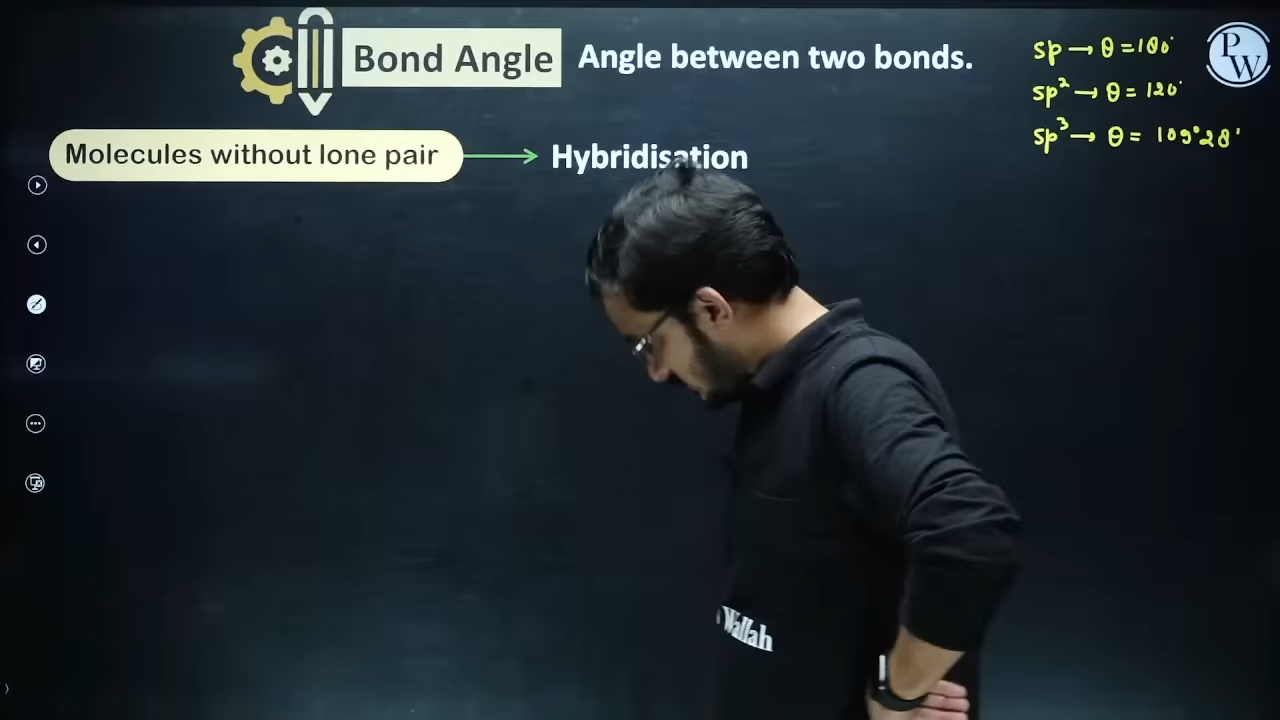 Bond Angle Angle between two bonds.
sp → θ = 180°
sp² → θ = 120°
sp³ → θ = 109°28'
PW
Molecules without lone pair → Hybridisation
Wallah